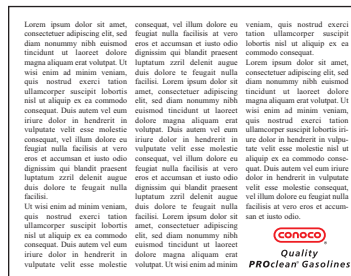 Lorem ipsum dolor sit amet,
consectetuer adipiscing elit, sed
diam nonummy nibh euismod
tincidunt ut laoreet dolore
magna aliquam erat volutpat. Ut
wisi enim ad minim veniam,
quis nostrud exerci tation
ullamcorper suscipit lobortis
nisl ut aliquip ex ea commodo
consequat. Duis autem vel eum
iriure dolor in hendrerit in
vulputate velit esse molestie
consequat, vel illum dolore eu
feugiat nulla facilisis at vero
eros et accumsan et iusto odio
dignissim qui blandit praesent
luptatum zzril delenit augue
duis dolore te feugait nulla
facilisi.
Ut wisi enim ad minim veniam,
quis nostrud exerci tation
ullamcorper suscipit lobortis
nisl ut aliquip ex ea commodo
consequat. Duis autem vel eum
iriure dolor in hendrerit in
vulputate velit esse molestie
consequat, vel illum dolore eu
feugiat nulla facilisis at vero
eros et accumsan et iusto odio
dignissim qui blandit praesent
luptatum zzril delenit augue
duis dolore te feugait nulla
facilisi. Lorem ipsum dolor sit
amet, consectetuer adipiscing
elit, sed diam nonummy nibh
euismod tincidunt ut laoreet
dolore magna aliquam erat
volutpat. Duis autem vel eum
iriure dolor in hendrerit in
vulputate velit esse molestie
consequat, vel illum dolore eu
feugiat nulla facilisis at vero
eros et accumsan et iusto odio
dignissim qui blandit praesent
luptatum zzril delenit augue
duis dolore te feugait nulla
facilisi. Lorem ipsum dolor sit
amet, consectetuer adipiscing
elit, sed diam nonummy nibh
euismod tincidunt ut laoreet
dolore magna aliquam erat
volutpat. Ut wisi enim ad minim
veniam, quis nostrud exerci
tation ullamcorper suscipit
lobortis nisl ut aliquip ex ea
commodo consequat.
Lorem ipsum dolor sit amet,
consectetuer adipiscing elit, sed
diam nonummy nibh euismod
tincidunt ut laoreet dolore
magna aliquam erat volutpat. Ut
wisi enim ad minim veniam,
quis nostrud exerci tation
ullamcorper suscipit lobortis iri-
ure dolor in hendrerit in vulpu-
tate velit esse molestie nisl ut
aliquip ex ea commodo conse-
quat. Duis autem vel eum iriure
dolor in hendrerit in vulputate
velit esse molestie consequat,
vel illum dolore eu feugiat nulla
facilisis at vero eros et accum-
san et iusto odio.
conoco
Quality
PROclean Gasolines